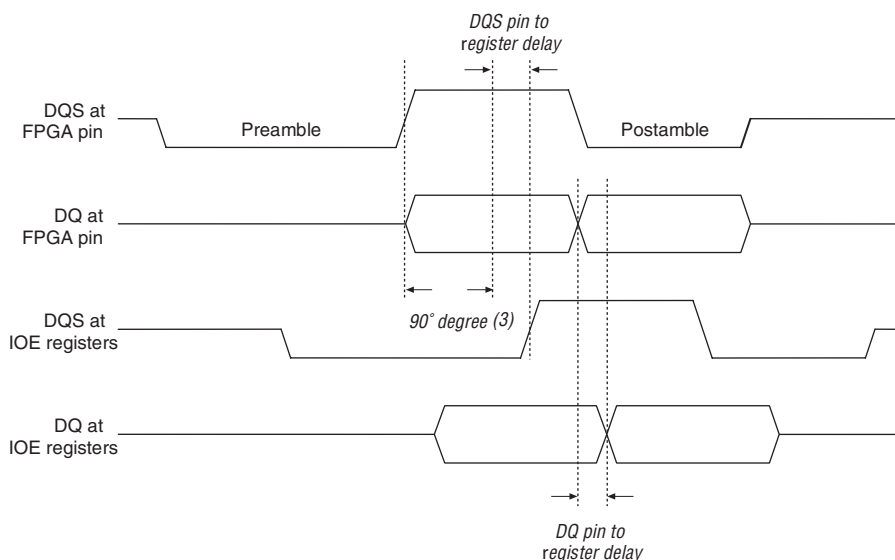 DQS pin to
register delay
DQS at
FPGA pin
Preamble
Postamble
DQ at
FPGA pin
90° degree (3)
DQS at
IOE registers
DQ at
IOE registers
DQ pin to
register delay